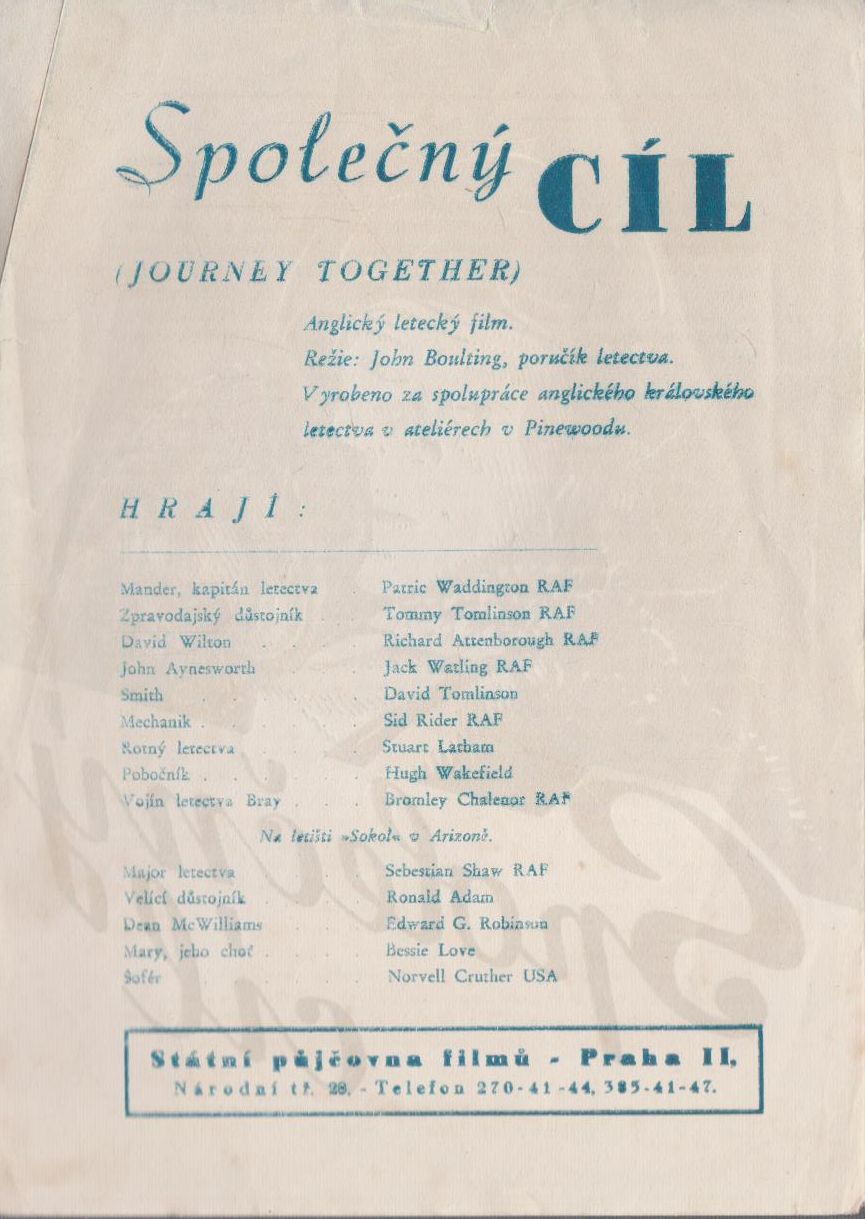 Společný CÍL
(JOURNEY TOGETHER)
Anglický letecký film.
Režie: John Boulting, poručík letectva.
Vyrobeno za spolupráce anglického královského
letectva v ateliérech v Pinewoodu.
HRAJÍ:
Mander, kapitán letectva . Patric Waddington RAF
Zpravodajský důstojník . . Tommy Tomlinson RAF
David Wilton . . . . Richard Attenborough RAF
John Aynesworth . . . Jack Watling RAF
Smith . . . . . David Tomlinson
Mechanik . . . . . Sid Rider RAF
Rotný letectva . . . . Stuart Latham
Pobočník . . . . . Hugh Wakefield
Vojín letectva Bray . . . Bromley Chalenor RAF
Na letišti »Sokol« v Arizoně.
Major letectva . . . . Sebestian Shaw RAF
Velící důstojník . . . Ronald Adam
Dean McWilliams . . . Edward G. Robinson
Mary, jeho choť . . . . Bessie Love
Šofér . . . . . Norvell Cruther USA
Státní půjčovna filmů - Praha II,
Národní tř. 28. - Telefon 270-41-44, 385-41-47.